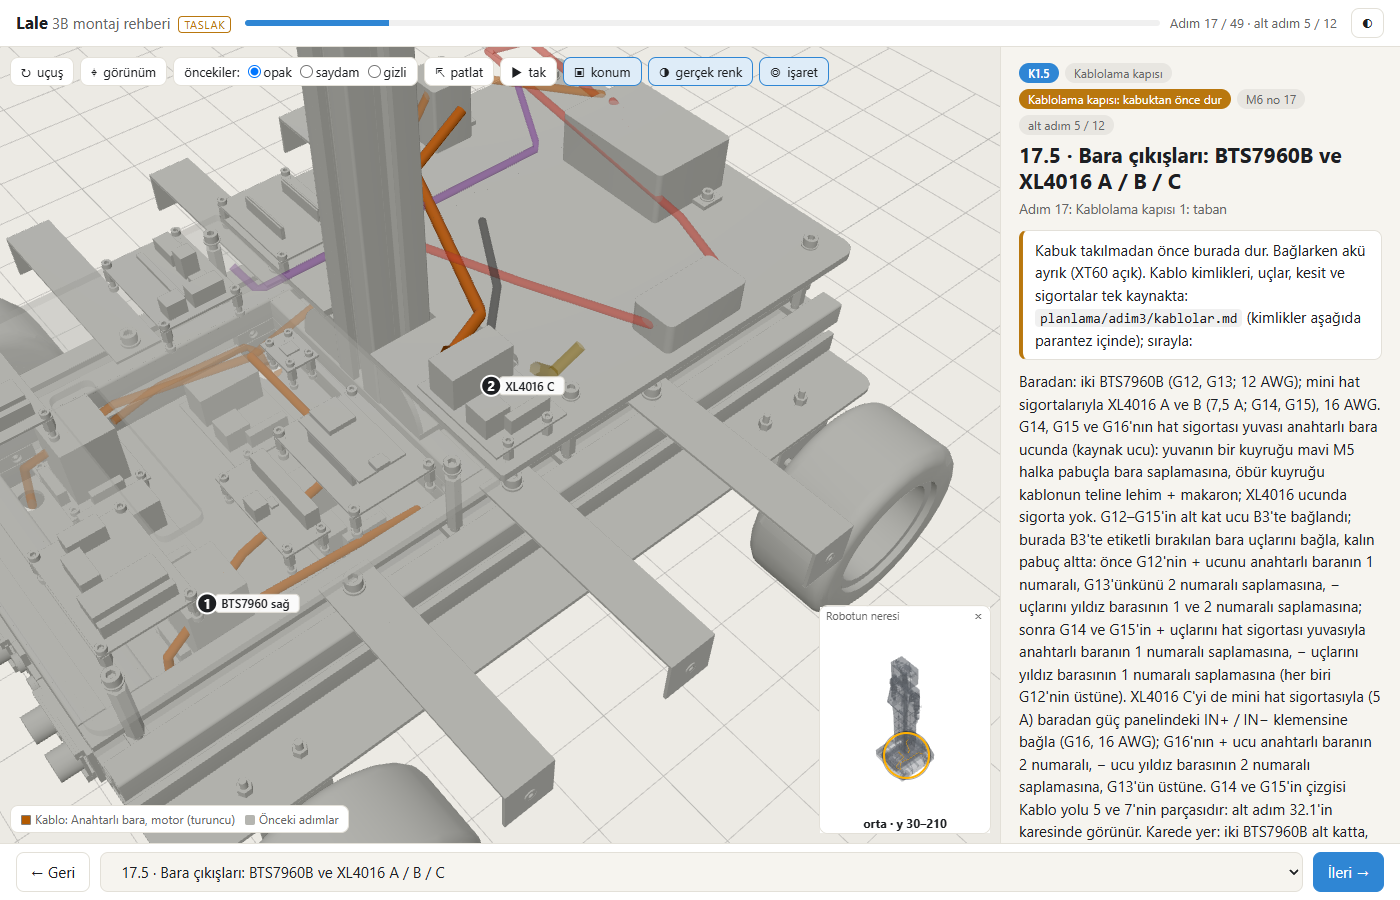 Lale 3B montaj rehberi TASLAK
Adım 17 / 49 · alt adım 5 / 12
↻ uçuş
⌖ görünüm
öncekiler: opak saydam gizli
⇱ patlat
▶ tak
▣ konum
◑ gerçek renk
◎ işaret
2 XL4016 C
1 BTS7960 sağ
Robotun neresi ×
orta · y 30–210
Kablo: Anahtarlı bara, motor (turuncu) Önceki adımlar
K1.5 Kablolama kapısı
Kablolama kapısı: kabuktan önce dur M6 no 17
alt adım 5 / 12
17.5 · Bara çıkışları: BTS7960B ve
XL4016 A / B / C
Adım 17: Kablolama kapısı 1: taban
Kabuk takılmadan önce burada dur. Bağlarken akü
ayrık (XT60 açık). Kablo kimlikleri, uçlar, kesit ve
sigortalar tek kaynakta:
planlama/adim3/kablolar.md (kimlikler aşağıda
parantez içinde); sırayla:
Baradan: iki BTS7960B (G12, G13; 12 AWG); mini hat
sigortalarıyla XL4016 A ve B (7,5 A; G14, G15), 16 AWG.
G14, G15 ve G16'nın hat sigortası yuvası anahtarlı bara
ucunda (kaynak ucu): yuvanın bir kuyruğu mavi M5
halka pabuçla bara saplamasına, öbür kuyruğu
kablonun teline lehim + makaron; XL4016 ucunda
sigorta yok. G12–G15'in alt kat ucu B3'te bağlandı;
burada B3'te etiketli bırakılan bara uçlarını bağla, kalın
pabuç altta: önce G12'nin + ucunu anahtarlı baranın 1
numaralı, G13'ünkünü 2 numaralı saplamasına, −
uçlarını yıldız barasının 1 ve 2 numaralı saplamasına;
sonra G14 ve G15'in + uçlarını hat sigortası yuvasıyla
anahtarlı baranın 1 numaralı saplamasına, − uçlarını
yıldız barasının 1 numaralı saplamasına (her biri
G12'nin üstüne). XL4016 C'yi de mini hat sigortasıyla (5
A) baradan güç panelindeki IN+ / IN− klemensine
bağla (G16, 16 AWG); G16'nın + ucu anahtarlı baranın
2 numaralı, − ucu yıldız barasının 2 numaralı
saplamasına, G13'ün üstüne. G14 ve G15'in çizgisi
Kablo yolu 5 ve 7'nin parçasıdır: alt adım 32.1'in
karesinde görünür. Karede yer: iki BTS7960B alt katta,
← Geri
17.5 · Bara çıkışları: BTS7960B ve XL4016 A / B / C
İleri →